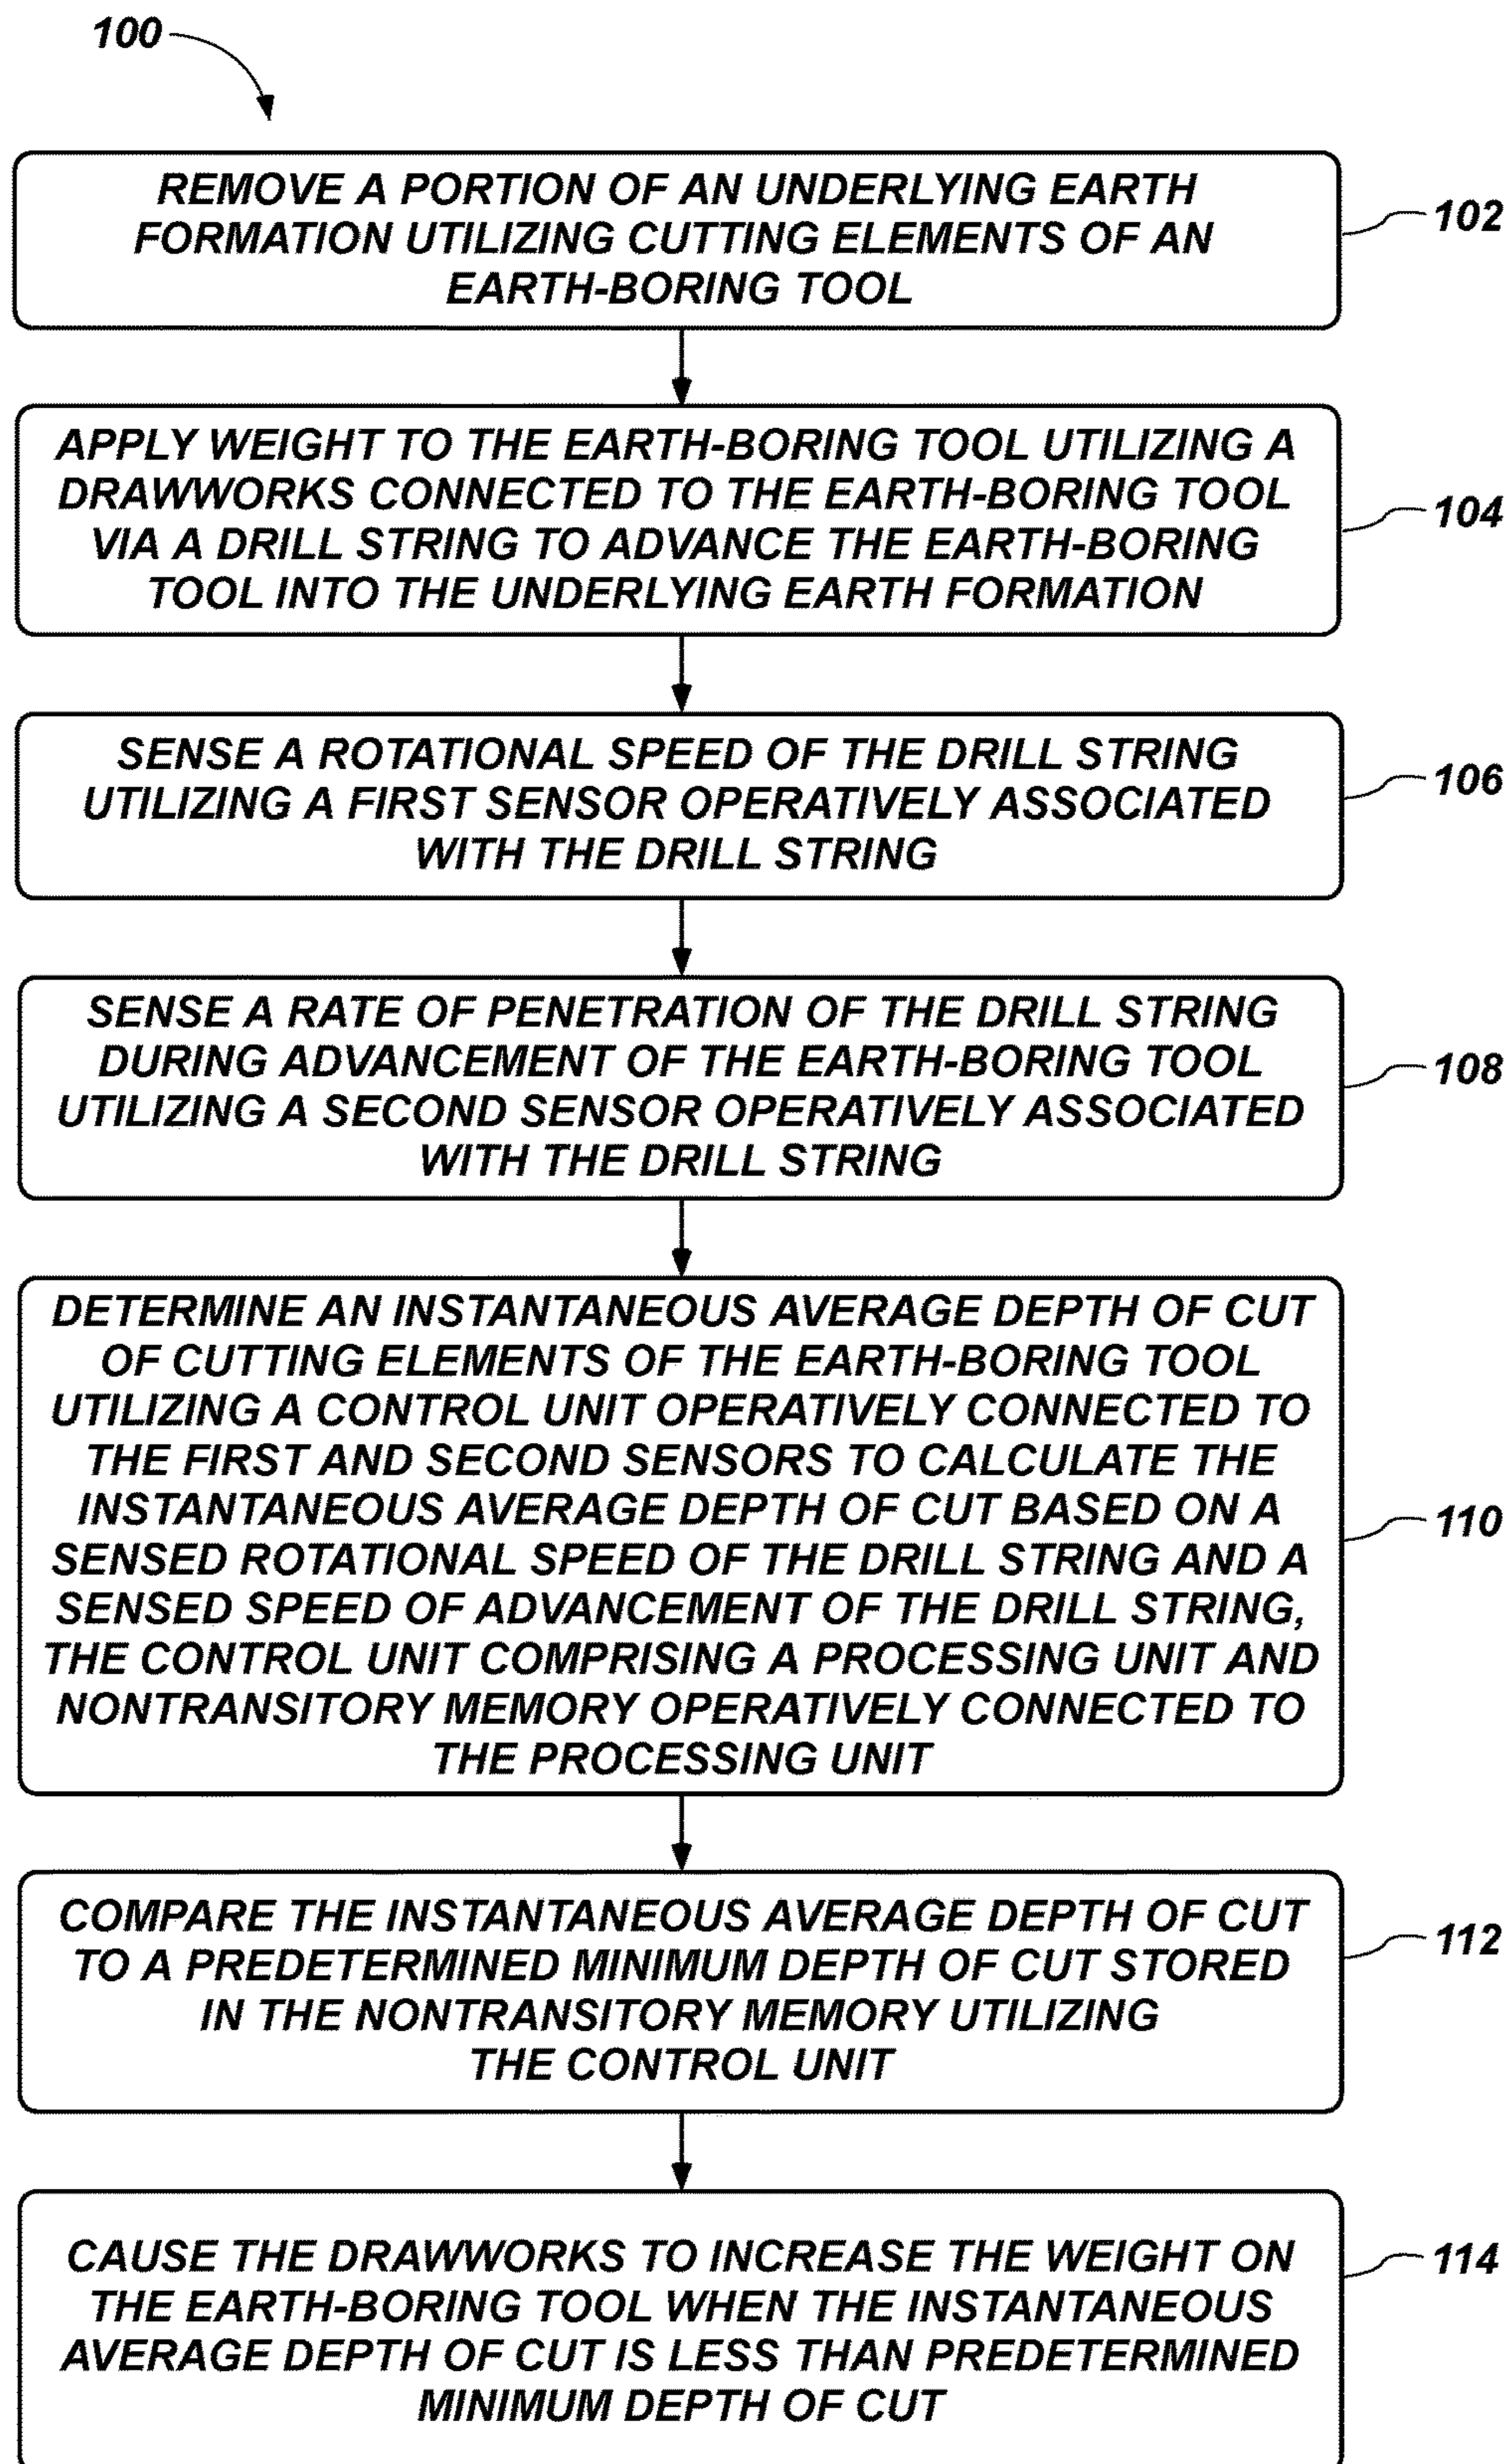 100
REMOVE A PORTION OF AN UNDERLYING EARTH
FORMATION UTILIZING CUTTING ELEMENTS OF AN
EARTH-BORING TOOL
102
APPLY WEIGHT TO THE EARTH-BORING TOOL UTILIZING A
DRAWWORKS CONNECTED TO THE EARTH-BORING TOOL
VIA A DRILL STRING TO ADVANCE THE EARTH-BORING
TOOL INTO THE UNDERLYING EARTH FORMATION
104
SENSE A ROTATIONAL SPEED OF THE DRILL STRING
UTILIZING A FIRST SENSOR OPERATIVELY ASSOCIATED
WITH THE DRILL STRING
106
SENSE A RATE OF PENETRATION OF THE DRILL STRING
DURING ADVANCEMENT OF THE EARTH-BORING TOOL
UTILIZING A SECOND SENSOR OPERATIVELY ASSOCIATED
WITH THE DRILL STRING
108
DETERMINE AN INSTANTANEOUS AVERAGE DEPTH OF CUT
OF CUTTING ELEMENTS OF THE EARTH-BORING TOOL
UTILIZING A CONTROL UNIT OPERATIVELY CONNECTED TO
THE FIRST AND SECOND SENSORS TO CALCULATE THE
INSTANTANEOUS AVERAGE DEPTH OF CUT BASED ON A
SENSED ROTATIONAL SPEED OF THE DRILL STRING AND A
SENSED SPEED OF ADVANCEMENT OF THE DRILL STRING,
THE CONTROL UNIT COMPRISING A PROCESSING UNIT AND
NONTRANSITORY MEMORY OPERATIVELY CONNECTED TO
THE PROCESSING UNIT
110
COMPARE THE INSTANTANEOUS AVERAGE DEPTH OF CUT
TO A PREDETERMINED MINIMUM DEPTH OF CUT STORED
IN THE NONTRANSITORY MEMORY UTILIZING
THE CONTROL UNIT
112
CAUSE THE DRAWWORKS TO INCREASE THE WEIGHT ON
THE EARTH-BORING TOOL WHEN THE INSTANTANEOUS
AVERAGE DEPTH OF CUT IS LESS THAN PREDETERMINED
MINIMUM DEPTH OF CUT
114